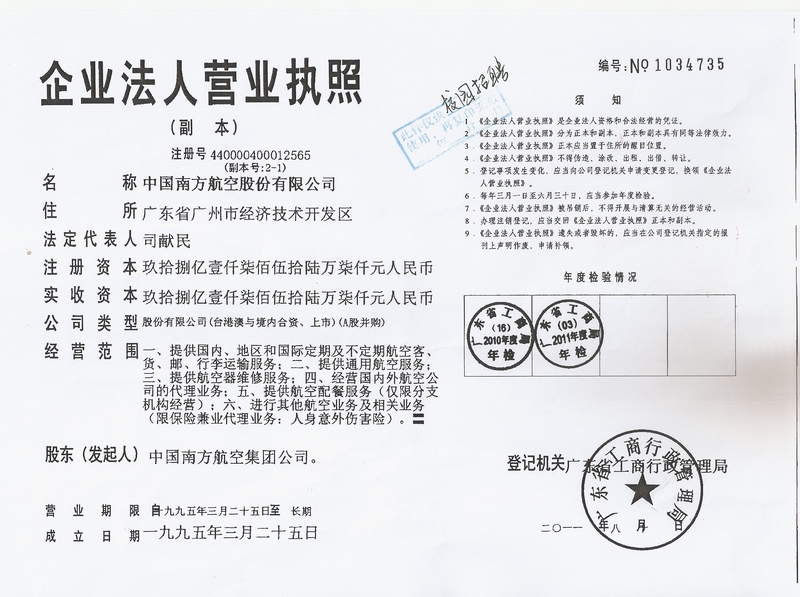 企业法人营业执照
(副 本)
注册号 440000400012565
(副本号:2-1)
名 称 中国南方航空股份有限公司
住 所 广东省广州市经济技术开发区
法定代表人 司献民
注册资本 玖拾捌亿壹仟柒佰伍拾陆万柒仟元人民币
实收资本 玖拾捌亿壹仟柒佰伍拾陆万柒仟元人民币
公司类型 股份有限公司(台港澳与境内合资、上市)(A股并购)
经营范围 一、提供国内、地区和国际定期及不定期航空客、
货、邮、行李运输服务;二、提供通用航空服务;
三、提供航空器维修服务;四、经营国内外航空公
司的代理业务;五、提供航空配餐服务(仅限分支
机构经营);六、进行其他航空业务及相关业务
(限保险兼业代理业务:人身意外伤害险)。
股东(发起人) 中国南方航空集团公司。
营业期限 自一九九五年三月二十五日至 长期
成立日期 一九九五年三月二十五日
校园招聘
编号:NO 1034735
须 知
1.《企业法人营业执照》是企业法人资格和合法经营的凭证。
2.《企业法人营业执照》分为正本和副本,正本和副本具有同等法律效力。
3.《企业法人营业执照》正本应当置于住所的醒目位置。
4.《企业法人营业执照》不得伪造、涂改、出租、出借、转让。
5.登记事项发生变化,应当向公司登记机关申请变更登记,换领《企业法
人营业执照》。
6.每年三月一日至六月三十日,应当参加年度检验。
7.《企业法人营业执照》被吊销后,不得开展与清算无关的经营活动。
8.办理注销登记,应当交回《企业法人营业执照》正本和副本。
9.《企业法人营业执照》遗失或者毁坏的,应当在公司登记机关指定的报
刊上声明作废,申请补领。
年度检验情况
广东省工商局
(16)
2010年度
年检
广东省工商局
(03)
2011年度
年检
登记机关 广东省工商行政管理局
广东省工商行政管理局
二〇一一 年八 月 日